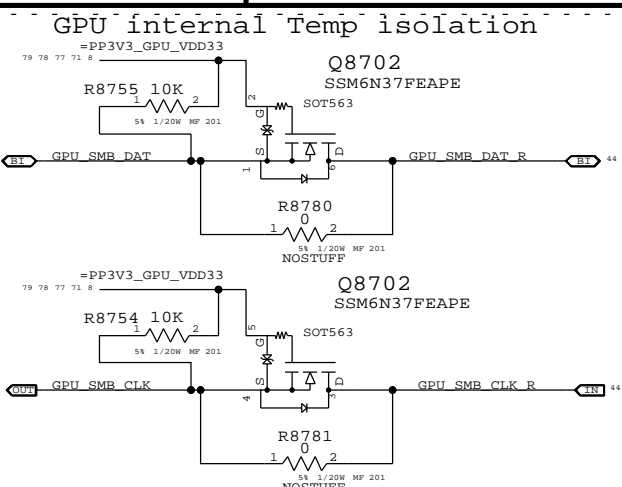 GPU internal Temp isolation
=PP3V3_GPU_VDD33
79 78 77 71 8
Q8702
SSM6N37FEAPE
R8755 10K
1 2
5% 1/20W MF 201
2
SOT563
G
S
D
1
6
BI
GPU_SMB_DAT
GPU_SMB_DAT_R
BI
44
R8780
0
1 2
5% 1/20W MF 201
NOSTUFF
=PP3V3_GPU_VDD33
79 78 77 71 8
Q8702
SSM6N37FEAPE
R8754 10K
1 2
5% 1/20W MF 201
5
SOT563
G
S
D
4
3
OUT
GPU_SMB_CLK
GPU_SMB_CLK_R
IN
44
R8781
0
1 2
5% 1/20W MF 201
NOSTUFF